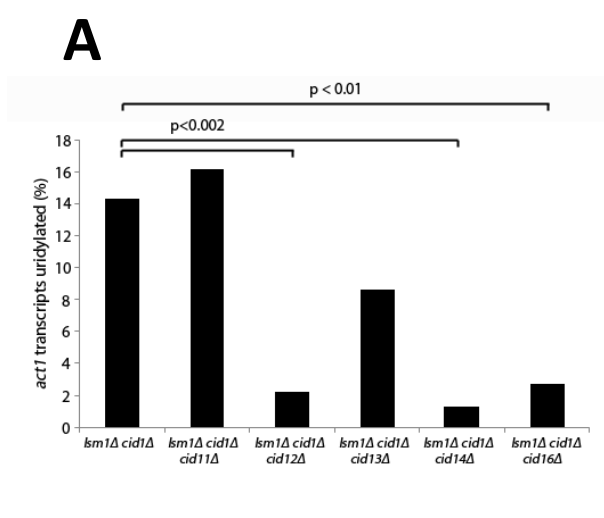 A
p < 0.01
p<0.002
18
16
14
12
10
8
6
4
2
0
act1 transcripts uridylated (%)
lsm1Δ cid1Δ
lsm1Δ cid1Δ
cid11Δ
lsm1Δ cid1Δ
cid12Δ
lsm1Δ cid1Δ
cid13Δ
lsm1Δ cid1Δ
cid14Δ
lsm1Δ cid1Δ
cid16Δ